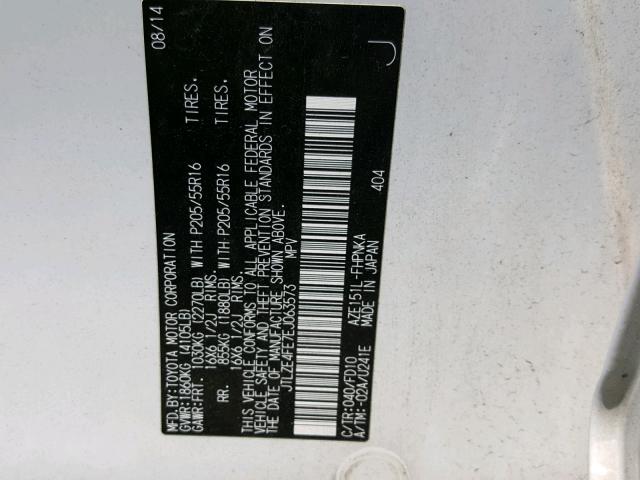 MFD.BY:TOYOTA MOTOR CORPORATION 08/14
GVWR:1860KG (4105LB)
GAWR:FRT. 1030KG (2270LB) WITH P205/55R16 TIRES.
16X6 1/2J RIMS.
RR. 855KG (1880LB) WITH P205/55R16 TIRES.
16X6 1/2J RIMS.
THIS VEHICLE CONFORMS TO ALL APPLICABLE FEDERAL MOTOR
VEHICLE SAFETY AND THEFT PREVENTION STANDARDS IN EFFECT ON
THE DATE OF MANUFACTURE SHOWN ABOVE.
JTLZE4FE7EJ063573 MPV
C/TR:040/FD10 AZE151L-FHPNKA 404 J
A/TM:-02A/U241E MADE IN JAPAN